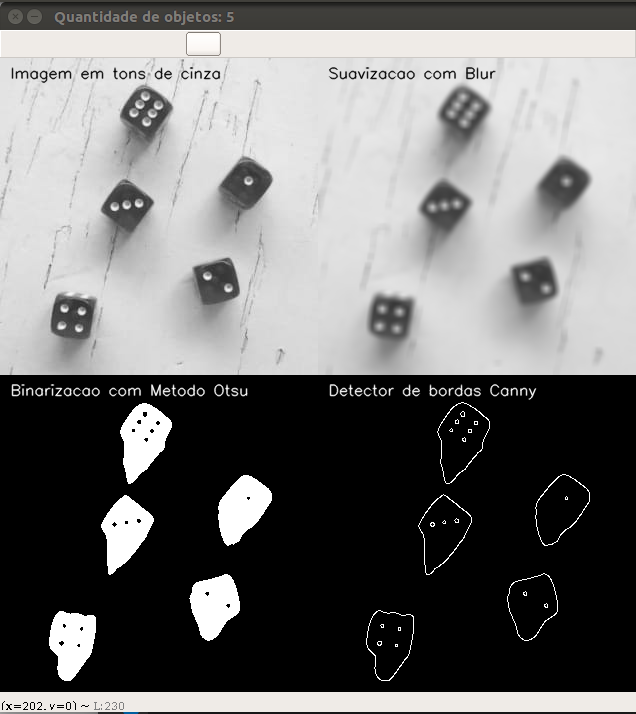 Quantidade de objetos: 5
Imagem em tons de cinza
Suavizacao com Blur
Binarizacao com Metodo Otsu
Detector de bordas Canny
(x=202, y=0) ~ L:230